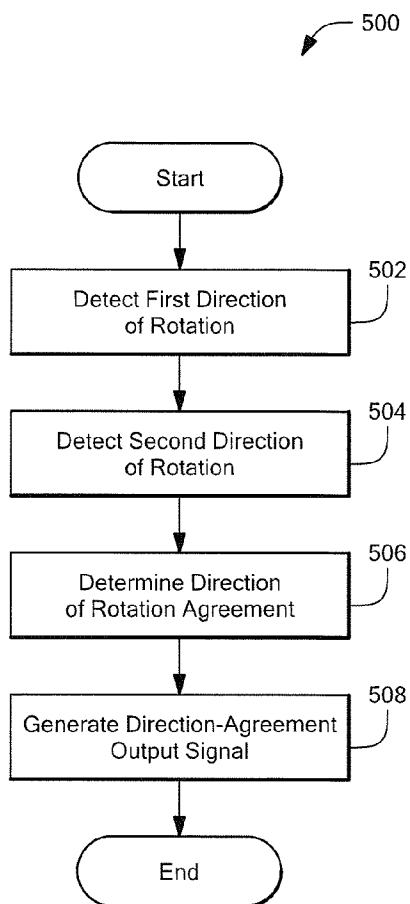 500
Start
502
Detect First Direction
of Rotation
504
Detect Second Direction
of Rotation
506
Determine Direction
of Rotation Agreement
508
Generate Direction-Agreement
Output Signal
End